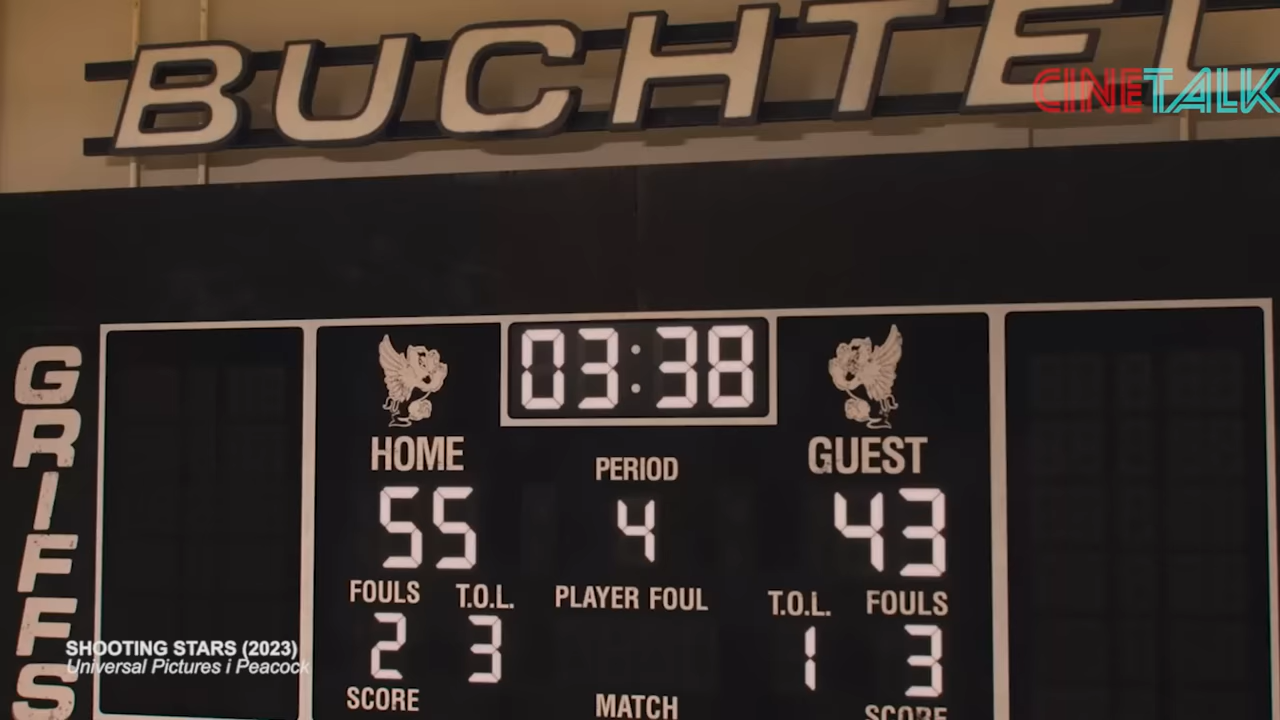 BUCHTEL
CINETALK
03:38
HOME
GUEST
PERIOD
55
4
43
FOULS
T.O.L.
PLAYER FOUL
T.O.L.
FOULS
2
3
1
3
SCORE
MATCH
SCORE
GRIFFS
SHOOTING STARS (2023)
Universal Pictures i Peacock